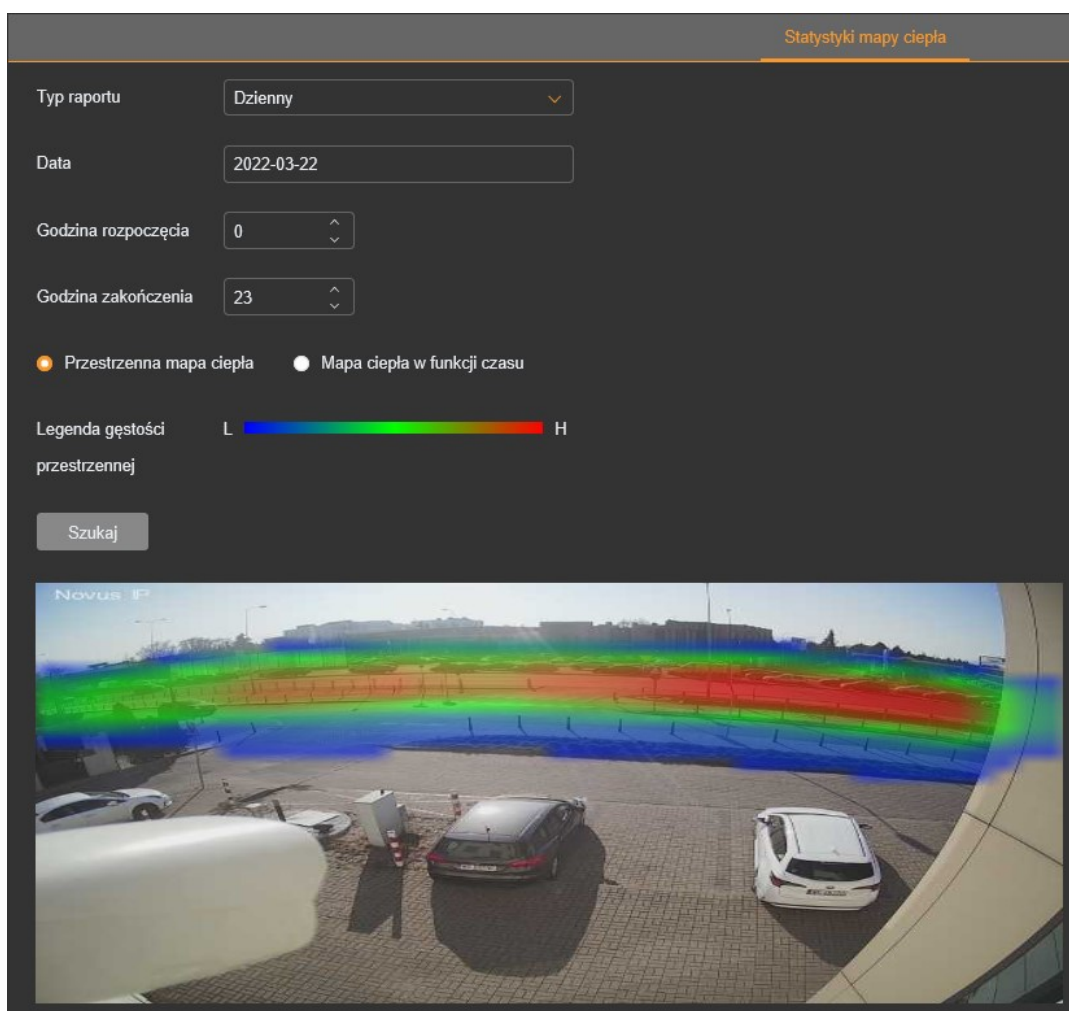 Statystyki mapy ciepła
Typ raportu
Dzienny
Data
2022-03-22
Godzina rozpoczęcia
0
Godzina zakończenia
23
Przestrzenna mapa ciepła
Mapa ciepła w funkcji czasu
Legenda gęstości
L
H
przestrzennej
Szukaj
Novus IP